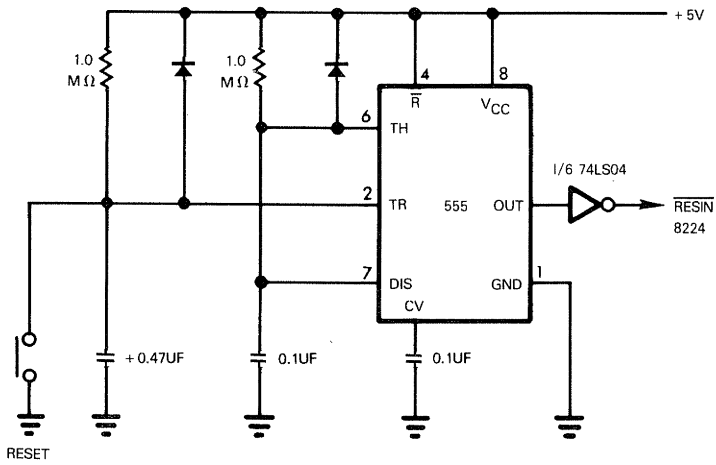 + 5V
1.0
MΩ
1.0
MΩ
4
8
R̅
VCC
6
TH
1/6 74LS04
2
TR
555
OUT
R̅E̅S̅I̅N̅
8224
7
DIS
GND
1
CV
+ 0.47UF
0.1UF
0.1UF
RESET